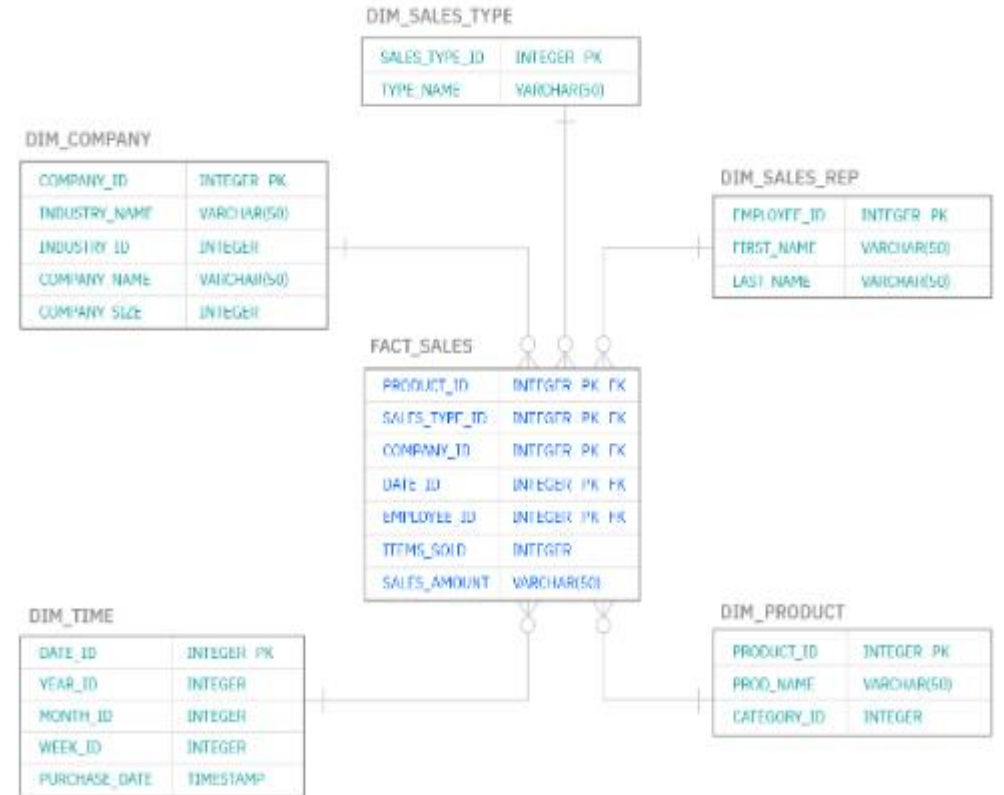 DIM_SALES_TYPE
SALES_TYPE_ID INTEGER PK
TYPE_NAME VARCHAR(50)
DIM_COMPANY
COMPANY_ID INTEGER PK
INDUSTRY_NAME VARCHAR(50)
INDUSTRY_ID INTEGER
COMPANY_NAME VARCHAR(50)
COMPANY_SIZE INTEGER
DIM_SALES_REP
EMPLOYEE_ID INTEGER PK
FIRST_NAME VARCHAR(50)
LAST_NAME VARCHAR(50)
FACT_SALES
PRODUCT_ID INTEGER PK FK
SALES_TYPE_ID INTEGER PK FK
COMPANY_ID INTEGER PK FK
DATE_ID INTEGER PK FK
EMPLOYEE_ID INTEGER PK FK
ITEMS_SOLD INTEGER
SALES_AMOUNT VARCHAR(50)
DIM_TIME
DATE_ID INTEGER PK
YEAR_ID INTEGER
MONTH_ID INTEGER
WEEK_ID INTEGER
PURCHASE_DATE TIMESTAMP
DIM_PRODUCT
PRODUCT_ID INTEGER PK
PROD_NAME VARCHAR(50)
CATEGORY_ID INTEGER